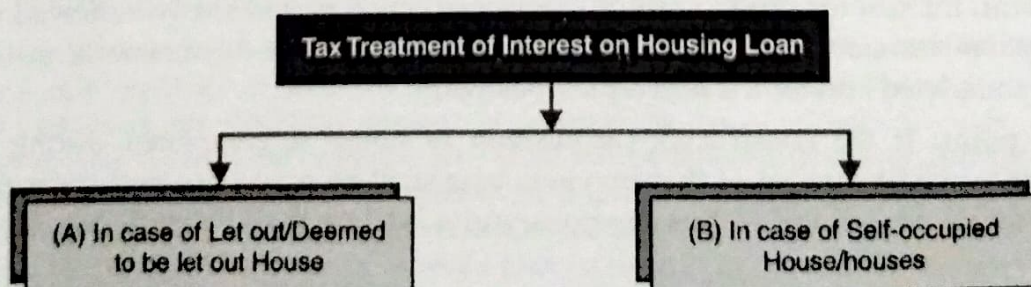 Tax Treatment of Interest on Housing Loan
(A) In case of Let out/Deemed
to be let out House
(B) In case of Self-occupied
House/houses